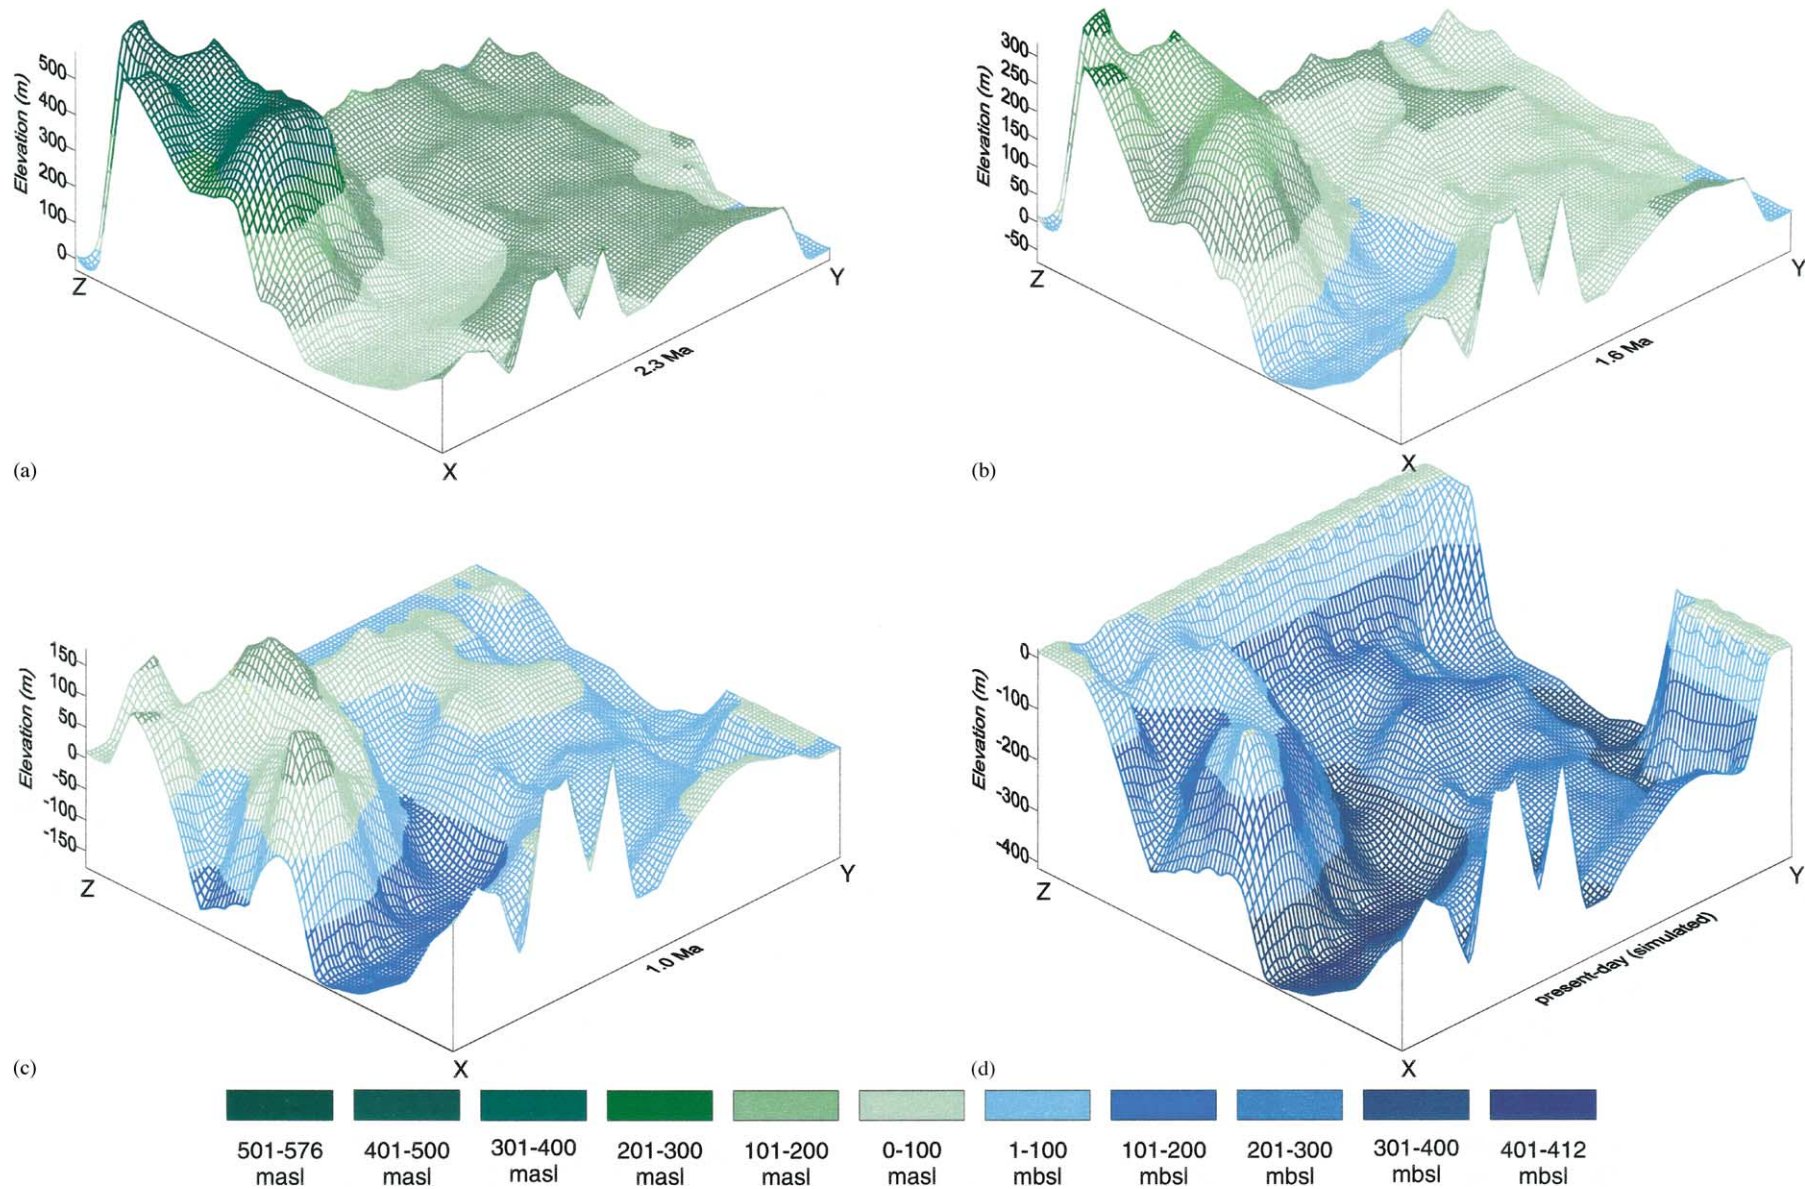 500
400
300
200
100
0
Elevation (m)
Z
X
Y
2.3 Ma
(a)
300
250
200
150
100
50
0
-50
Elevation (m)
Z
X
Y
1.6 Ma
(b)
150
100
50
0
-50
-100
-150
Elevation (m)
Z
X
Y
1.0 Ma
(c)
0
-100
-200
-300
-400
Elevation (m)
Z
X
Y
present-day (simulated)
(d)
501-576
masl
401-500
masl
301-400
masl
201-300
masl
101-200
masl
0-100
masl
1-100
mbsl
101-200
mbsl
201-300
mbsl
301-400
mbsl
401-412
mbsl